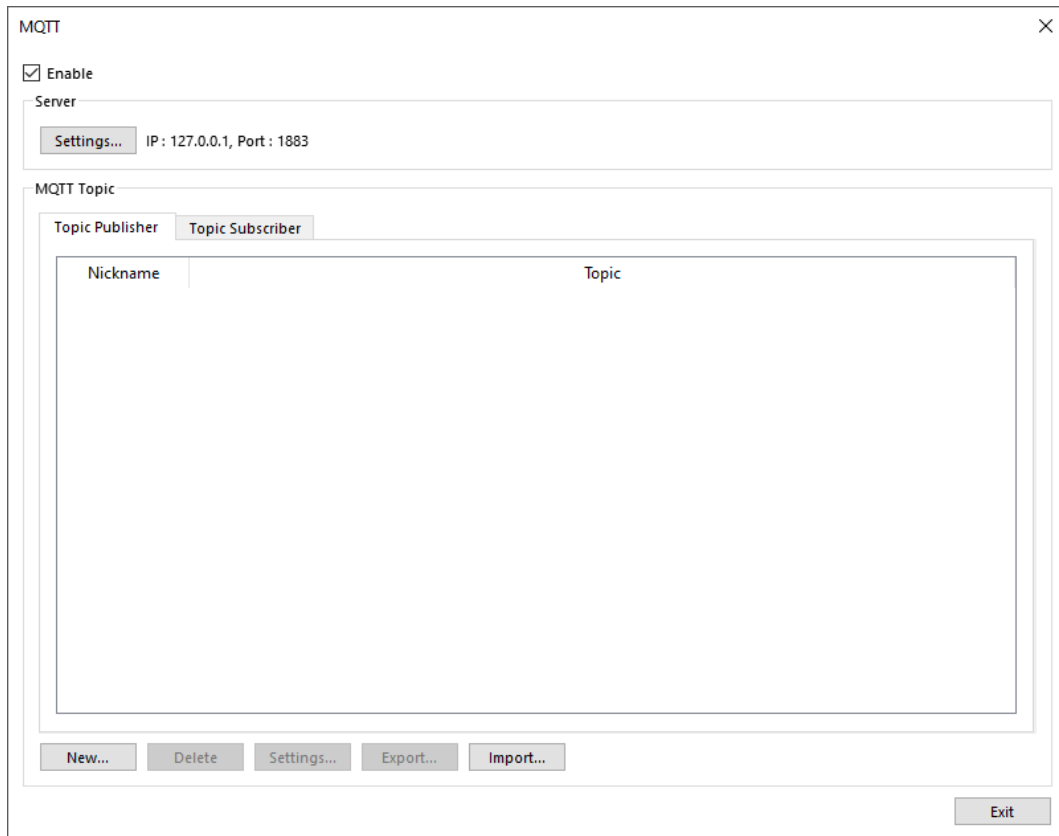 MQTT
Enable
Server
Settings... IP : 127.0.0.1, Port : 1883
MQTT Topic
Topic Publisher Topic Subscriber
Nickname Topic
New... Delete Settings... Export... Import...
Exit